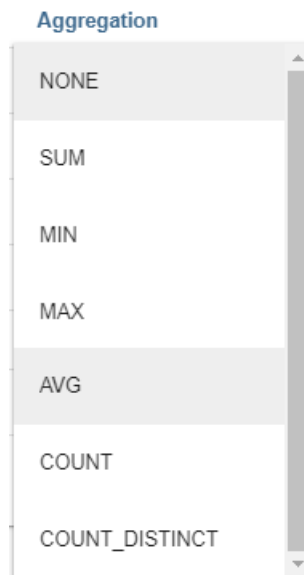 Aggregation
NONE
SUM
MIN
MAX
AVG
COUNT
COUNT_DISTINCT